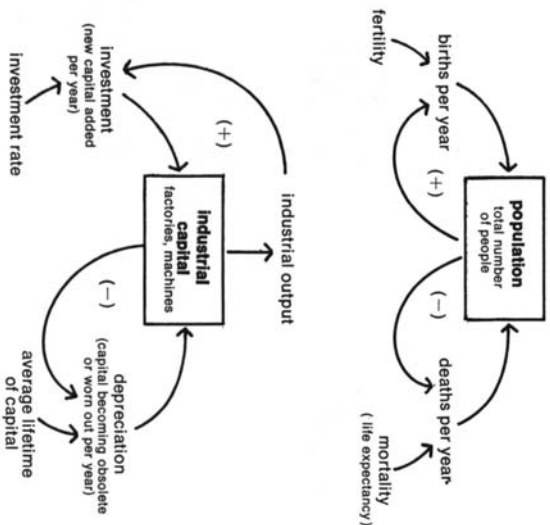 births per year
fertility
(+)
population
total number
of people
(−)
deaths per year
mortality
( life expectancy)
investment
(new capital added
per year)
investment rate
(+)
industrial output
industrial
capital
factories, machines
(−)
depreciation
(capital becoming obsolete
or worn out per year)
average lifetime
of capital